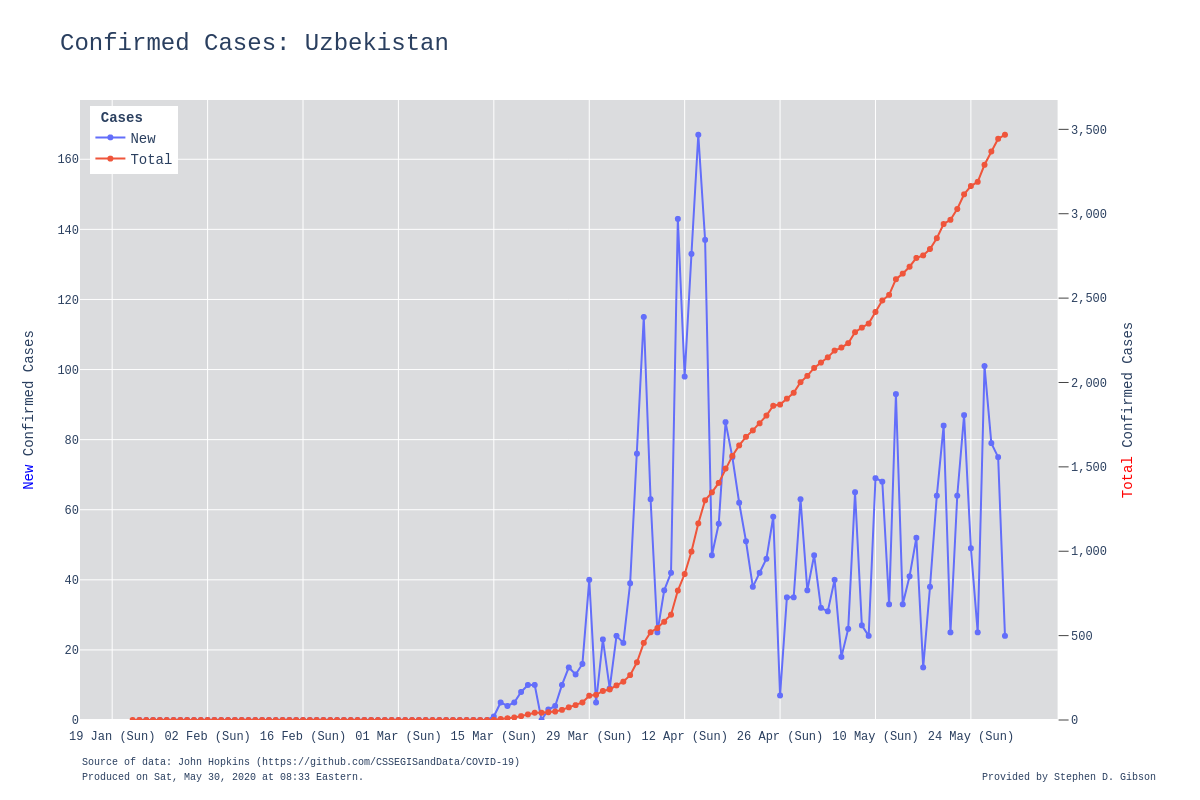 Confirmed Cases: Uzbekistan
Cases
New
Total
160
140
120
100
80
60
40
20
0
3,500
3,000
2,500
2,000
1,500
1,000
500
0
New Confirmed Cases
Total Confirmed Cases
19 Jan (Sun) 02 Feb (Sun) 16 Feb (Sun) 01 Mar (Sun) 15 Mar (Sun) 29 Mar (Sun) 12 Apr (Sun) 26 Apr (Sun) 10 May (Sun) 24 May (Sun)
Source of data: John Hopkins (https://github.com/CSSEGISandData/COVID-19)
Produced on Sat, May 30, 2020 at 08:33 Eastern.
Provided by Stephen D. Gibson